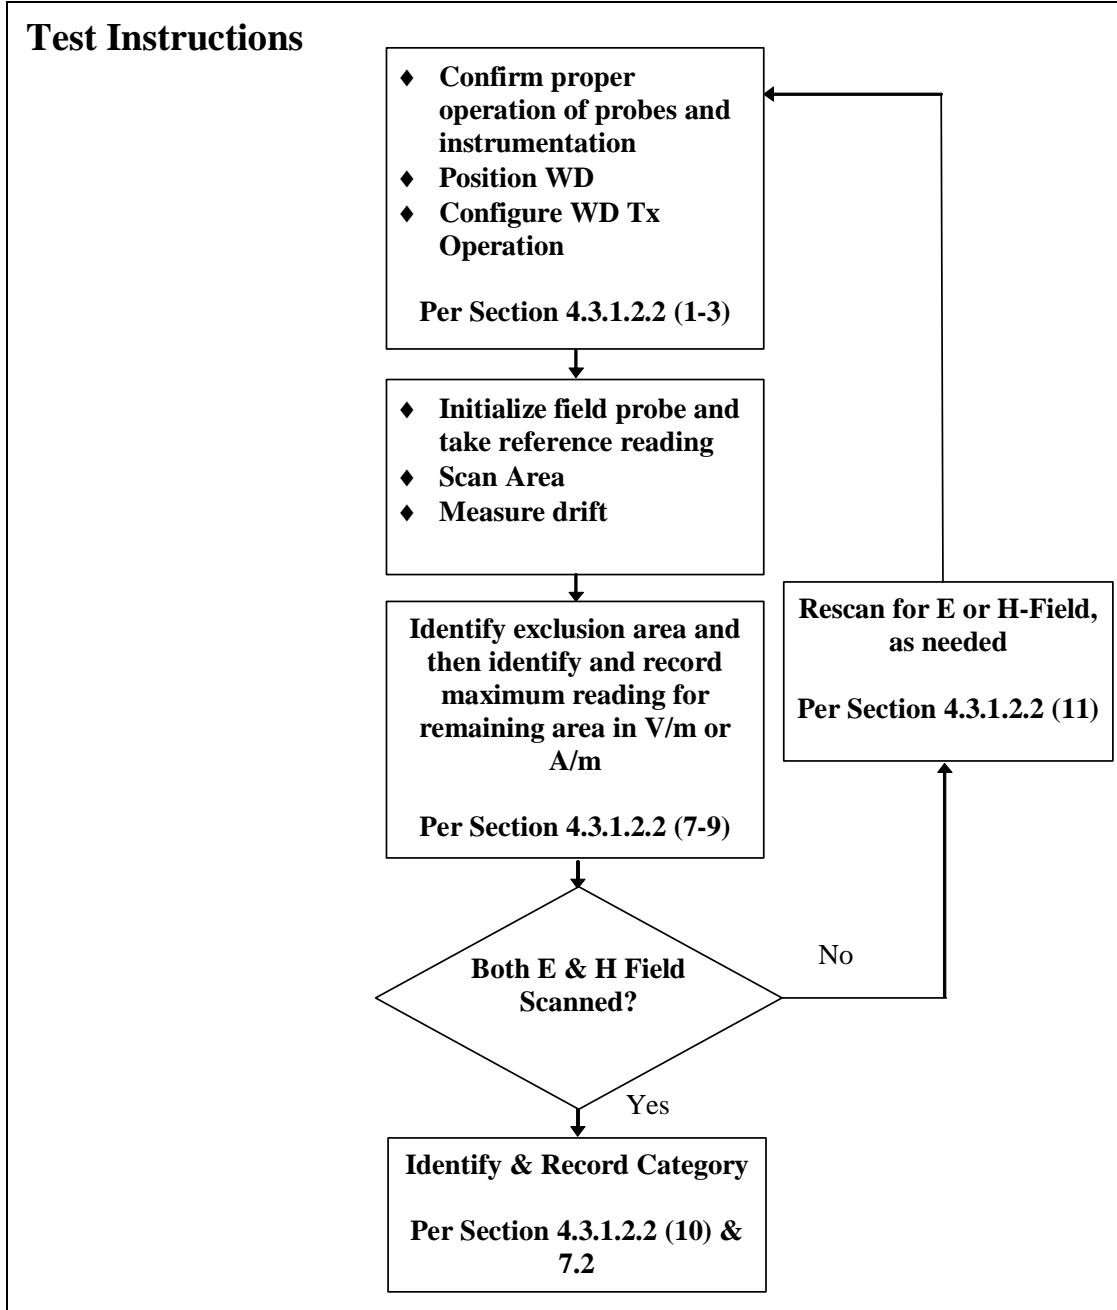 Test Instructions
♦ Confirm proper
operation of probes and
instrumentation
♦ Position WD
♦ Configure WD Tx
Operation
Per Section 4.3.1.2.2 (1-3)
♦ Initialize field probe and
take reference reading
♦ Scan Area
♦ Measure drift
Identify exclusion area and
then identify and record
maximum reading for
remaining area in V/m or
A/m
Per Section 4.3.1.2.2 (7-9)
Rescan for E or H-Field,
as needed
Per Section 4.3.1.2.2 (11)
Both E & H Field
Scanned?
No
Yes
Identify & Record Category
Per Section 4.3.1.2.2 (10) &
7.2